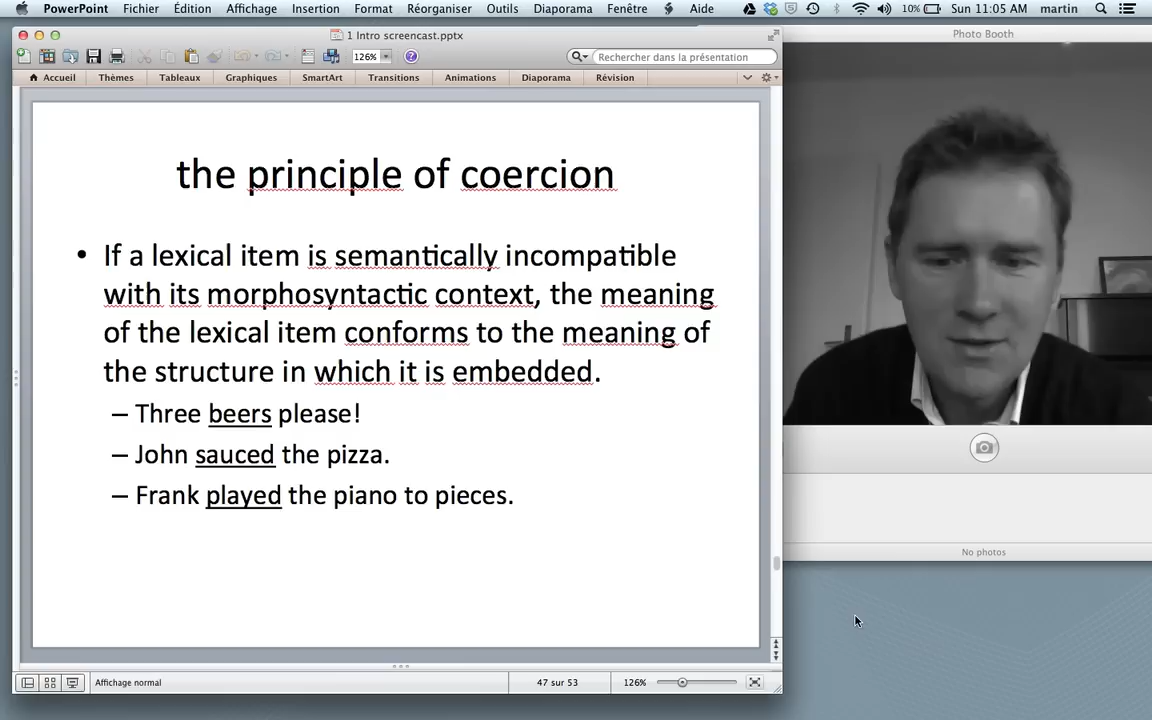 PowerPoint Fichier Édition Affichage Insertion Format Réorganiser Outils Diaporama Fenêtre Aide 10% Sun 11:05 AM martin
1 Intro screencast.pptx
Photo Booth
126% Rechercher dans la présentation
Accueil Thèmes Tableaux Graphiques SmartArt Transitions Animations Diaporama Révision
the principle of coercion
• If a lexical item is semantically incompatible
with its morphosyntactic context, the meaning
of the lexical item conforms to the meaning of
the structure in which it is embedded.
– Three beers please!
– John sauced the pizza.
– Frank played the piano to pieces.
No photos
Affichage normal 47 sur 53 126%